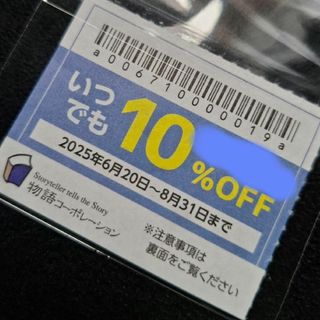 a0067100000019a
いつでも10%OFF
2025年6月20日～8月31日まで
Storyteller tells the Story
物語コーポレーション
※注意事項は
裏面をご覧ください